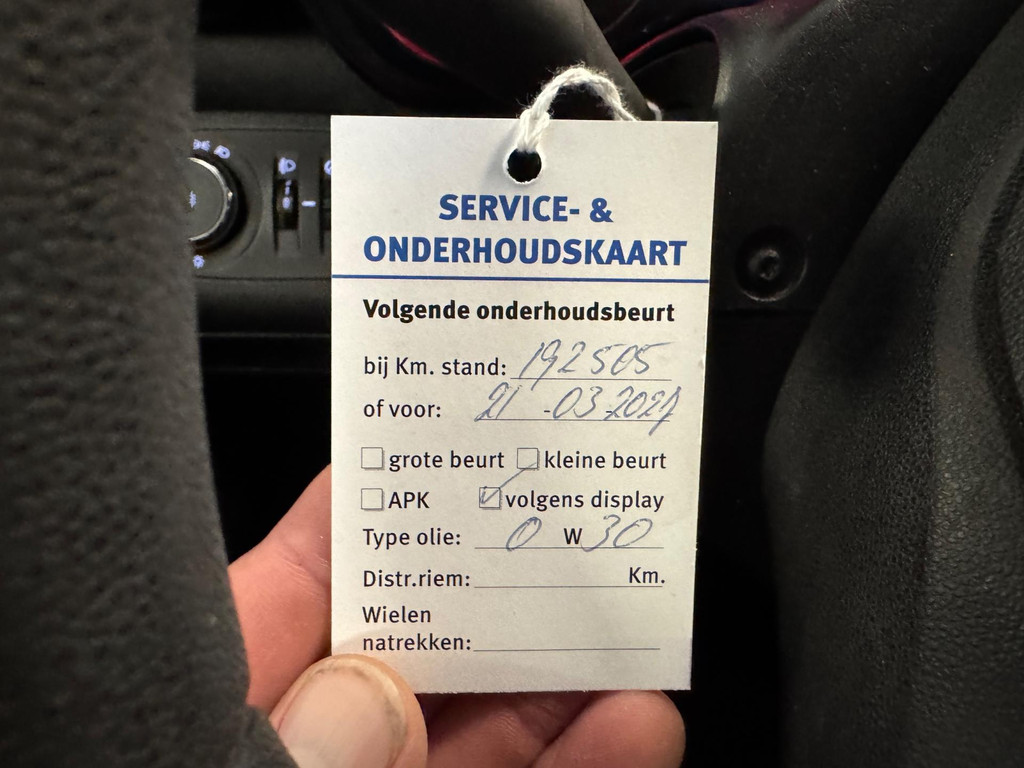 SERVICE- &
ONDERHOUDSKAART
Volgende onderhoudsbeurt
bij Km. stand: 192505
of voor: 21-03-2027
grote beurt kleine beurt
APK volgens display
Type olie: 0 W 30
Distr.riem: Km.
Wielen
natrekken: